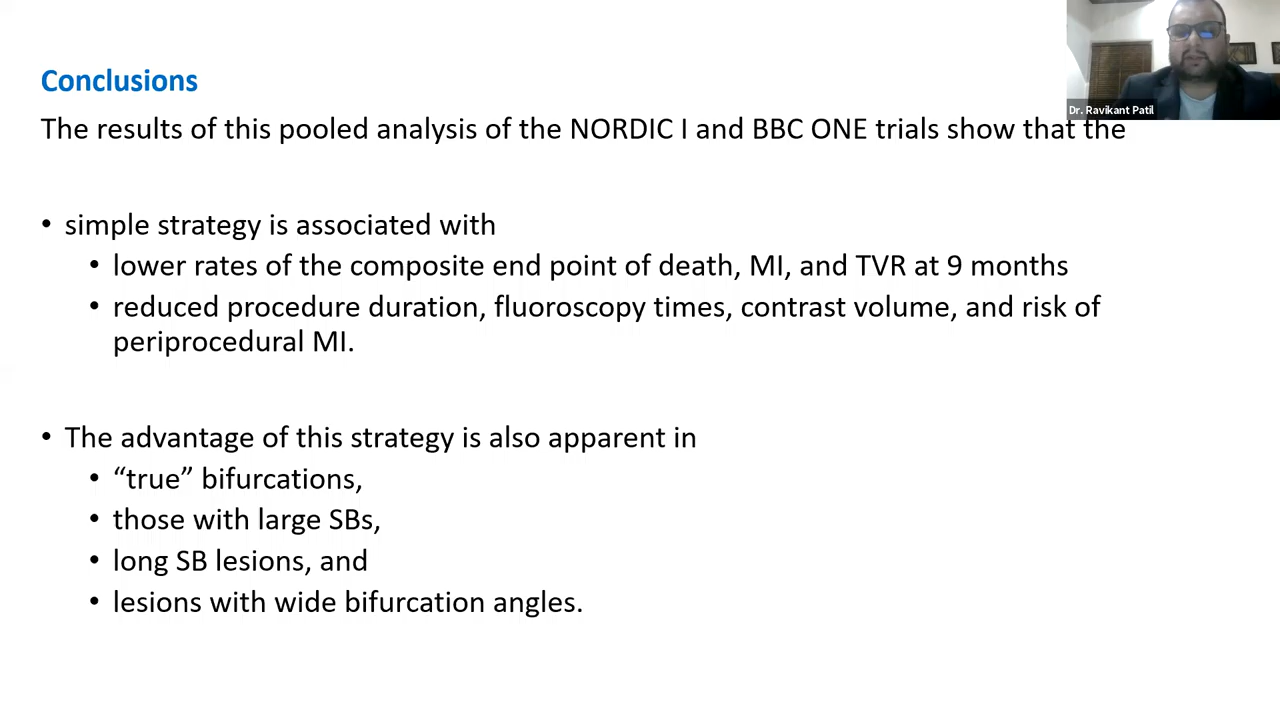 Conclusions
The results of this pooled analysis of the NORDIC I and BBC ONE trials show that the
• simple strategy is associated with
• lower rates of the composite end point of death, MI, and TVR at 9 months
• reduced procedure duration, fluoroscopy times, contrast volume, and risk of
periprocedural MI.
• The advantage of this strategy is also apparent in
• “true” bifurcations,
• those with large SBs,
• long SB lesions, and
• lesions with wide bifurcation angles.
Dr. Ravikant Patil